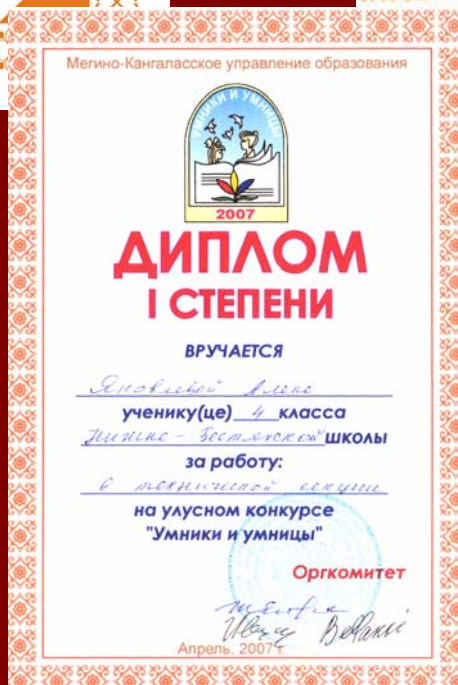 Мегино-Кангаласское управление образования
УМНИКИ И УМНИЦЫ
2007
ДИПЛОМ
I СТЕПЕНИ
ВРУЧАЕТСЯ
Яковлевой Алене
ученику(це) 4 класса
Нижне-Бестяхской школы
за работу:
в технической секции
на улусном конкурсе
"Умники и умницы"
Оргкомитет
Апрель, 2007 г.